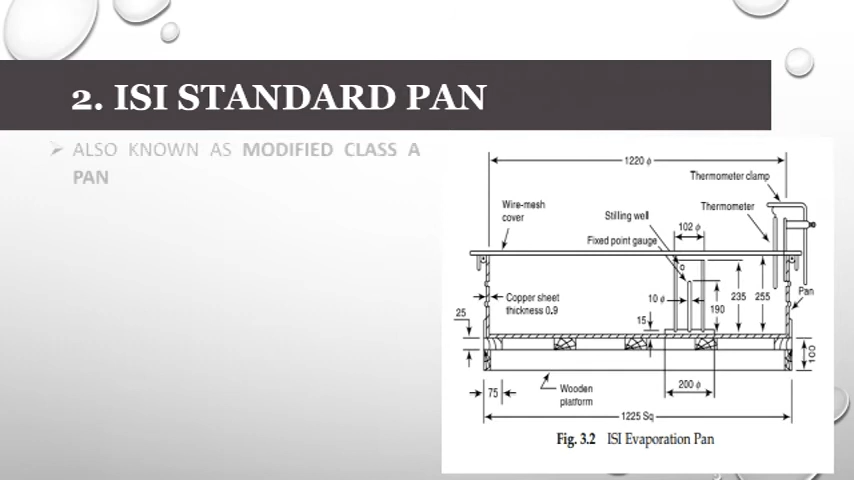 2. ISI STANDARD PAN
➢ ALSO KNOWN AS MODIFIED CLASS A
PAN
1220 ϕ
Thermometer clamp
Wire-mesh
cover
Stilling well
Thermometer
102 ϕ
Fixed point gauge
Pan
Copper sheet
thickness 0.9
10 ϕ
235
255
190
25
15
100
75
Wooden
platform
200 ϕ
1225 Sq
Fig. 3.2 ISI Evaporation Pan